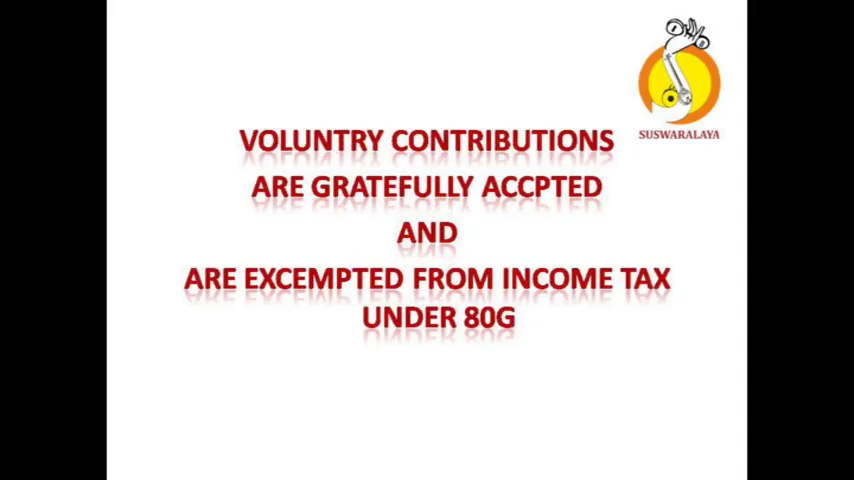 SUSWARALAYA
VOLUNTRY CONTRIBUTIONS
ARE GRATEFULLY ACCPTED
AND
ARE EXCEMPTED FROM INCOME TAX
UNDER 80G